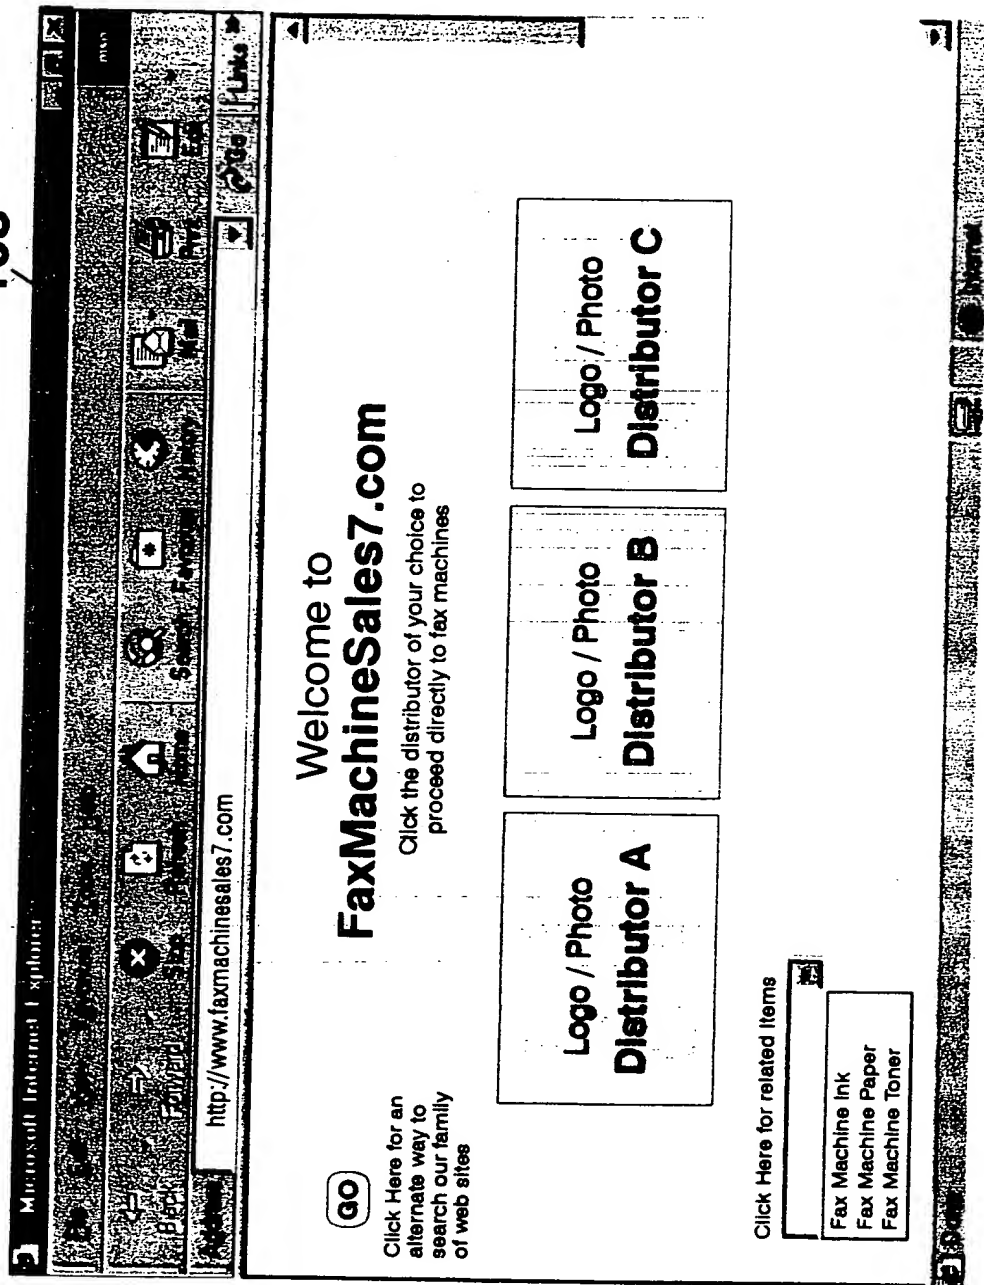 Microsoft Internet Explorer
Back Forward Stop Refresh Home Search Favorites History Mail Print Edit
Address http://www.faxmachinesales7.com Go Links
GO
Click Here for an
alternate way to
search our family
of web sites
Welcome to
FaxMachineSales7.com
Click the distributor of your choice to
proceed directly to fax machines
Logo / Photo
Distributor A
Logo / Photo
Distributor B
Logo / Photo
Distributor C
Click Here for related Items
Fax Machine Ink
Fax Machine Paper
Fax Machine Toner
Done Internet